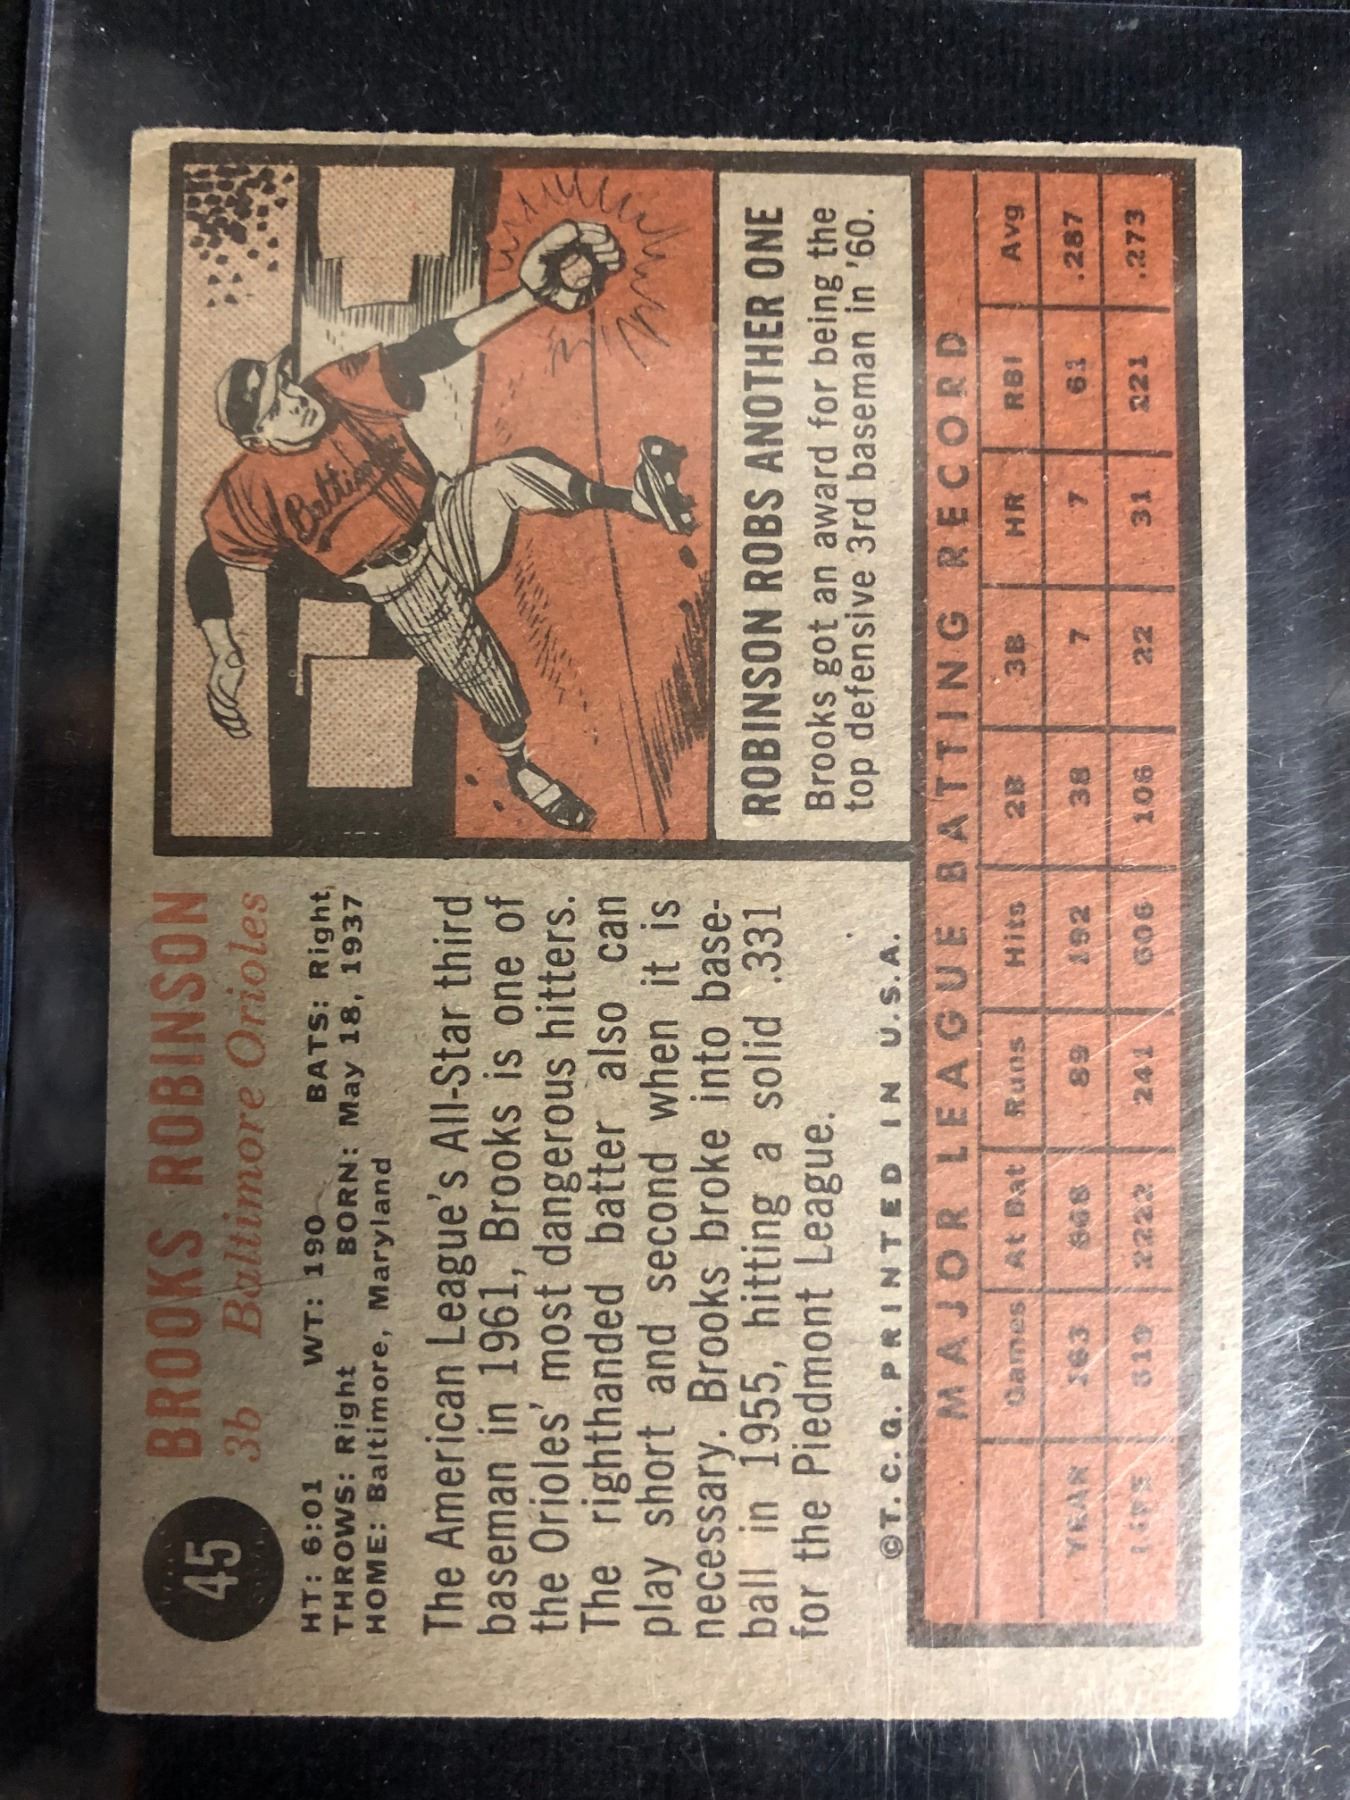 45
BROOKS ROBINSON
3b Baltimore Orioles
HT: 6:01 WT: 190 BATS: Right
THROWS: Right BORN: May 18, 1937
HOME: Baltimore, Maryland
The American League's All-Star third
baseman in 1961, Brooks is one of
the Orioles' most dangerous hitters.
The righthanded batter also can
play short and second when it is
necessary. Brooks broke into base-
ball in 1955, hitting a solid .331
for the Piedmont League.
©T.C.G. PRINTED IN U.S.A.
Baltimore
ROBINSON ROBS ANOTHER ONE
Brooks got an award for being the
top defensive 3rd baseman in '60.
MAJOR LEAGUE BATTING RECORD
Games At Bat Runs Hits 2B 3B HR RBI Avg
YEAR 163 668 89 192 38 7 7 61 .287
LIFE 619 2222 241 606 106 22 31 221 .273